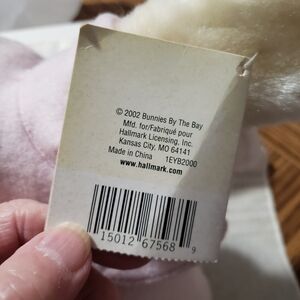 © 2002 Bunnies By The Bay
Mfd. for/Fabriqué pour
Hallmark Licensing, Inc.
Kansas City, MO 64141
Made in China 1EYB2000
www.hallmark.com
15012 67568 9